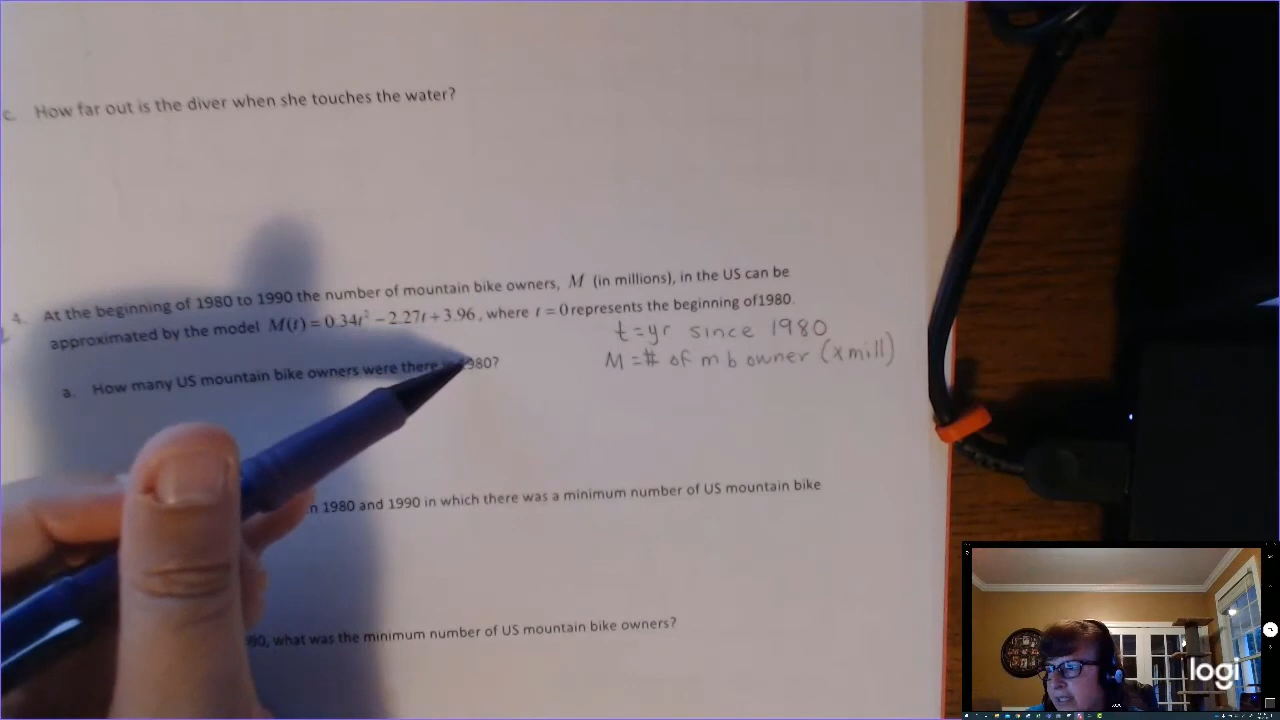 c. How far out is the diver when she touches the water?
4. At the beginning of 1980 to 1990 the number of mountain bike owners, M (in millions), in the US can be
approximated by the model M(t) = 0.34t² − 2.27t + 3.96, where t = 0 represents the beginning of1980.
t = yr since 1980
M = # of m b owner (x mill)
a. How many US mountain bike owners were there in 1980?
n 1980 and 1990 in which there was a minimum number of US mountain bike
80, what was the minimum number of US mountain bike owners?
logi